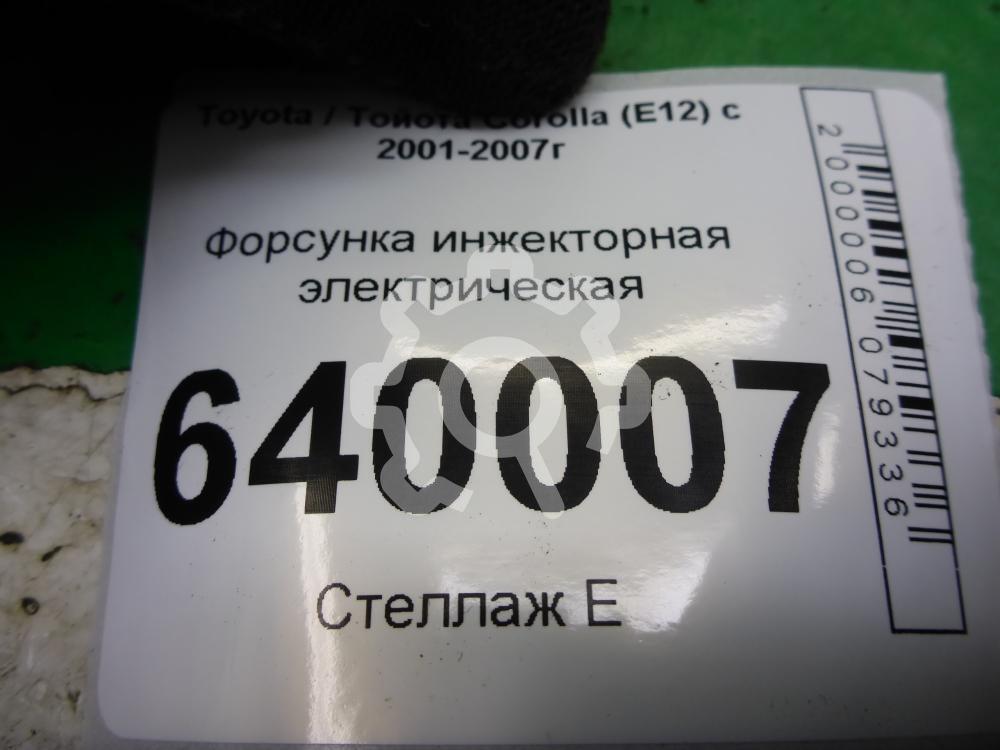 Toyota / Тойота Corolla (E12) с
2001-2007г
Форсунка инжекторная
электрическая
640007
Стеллаж Е
2000006079336